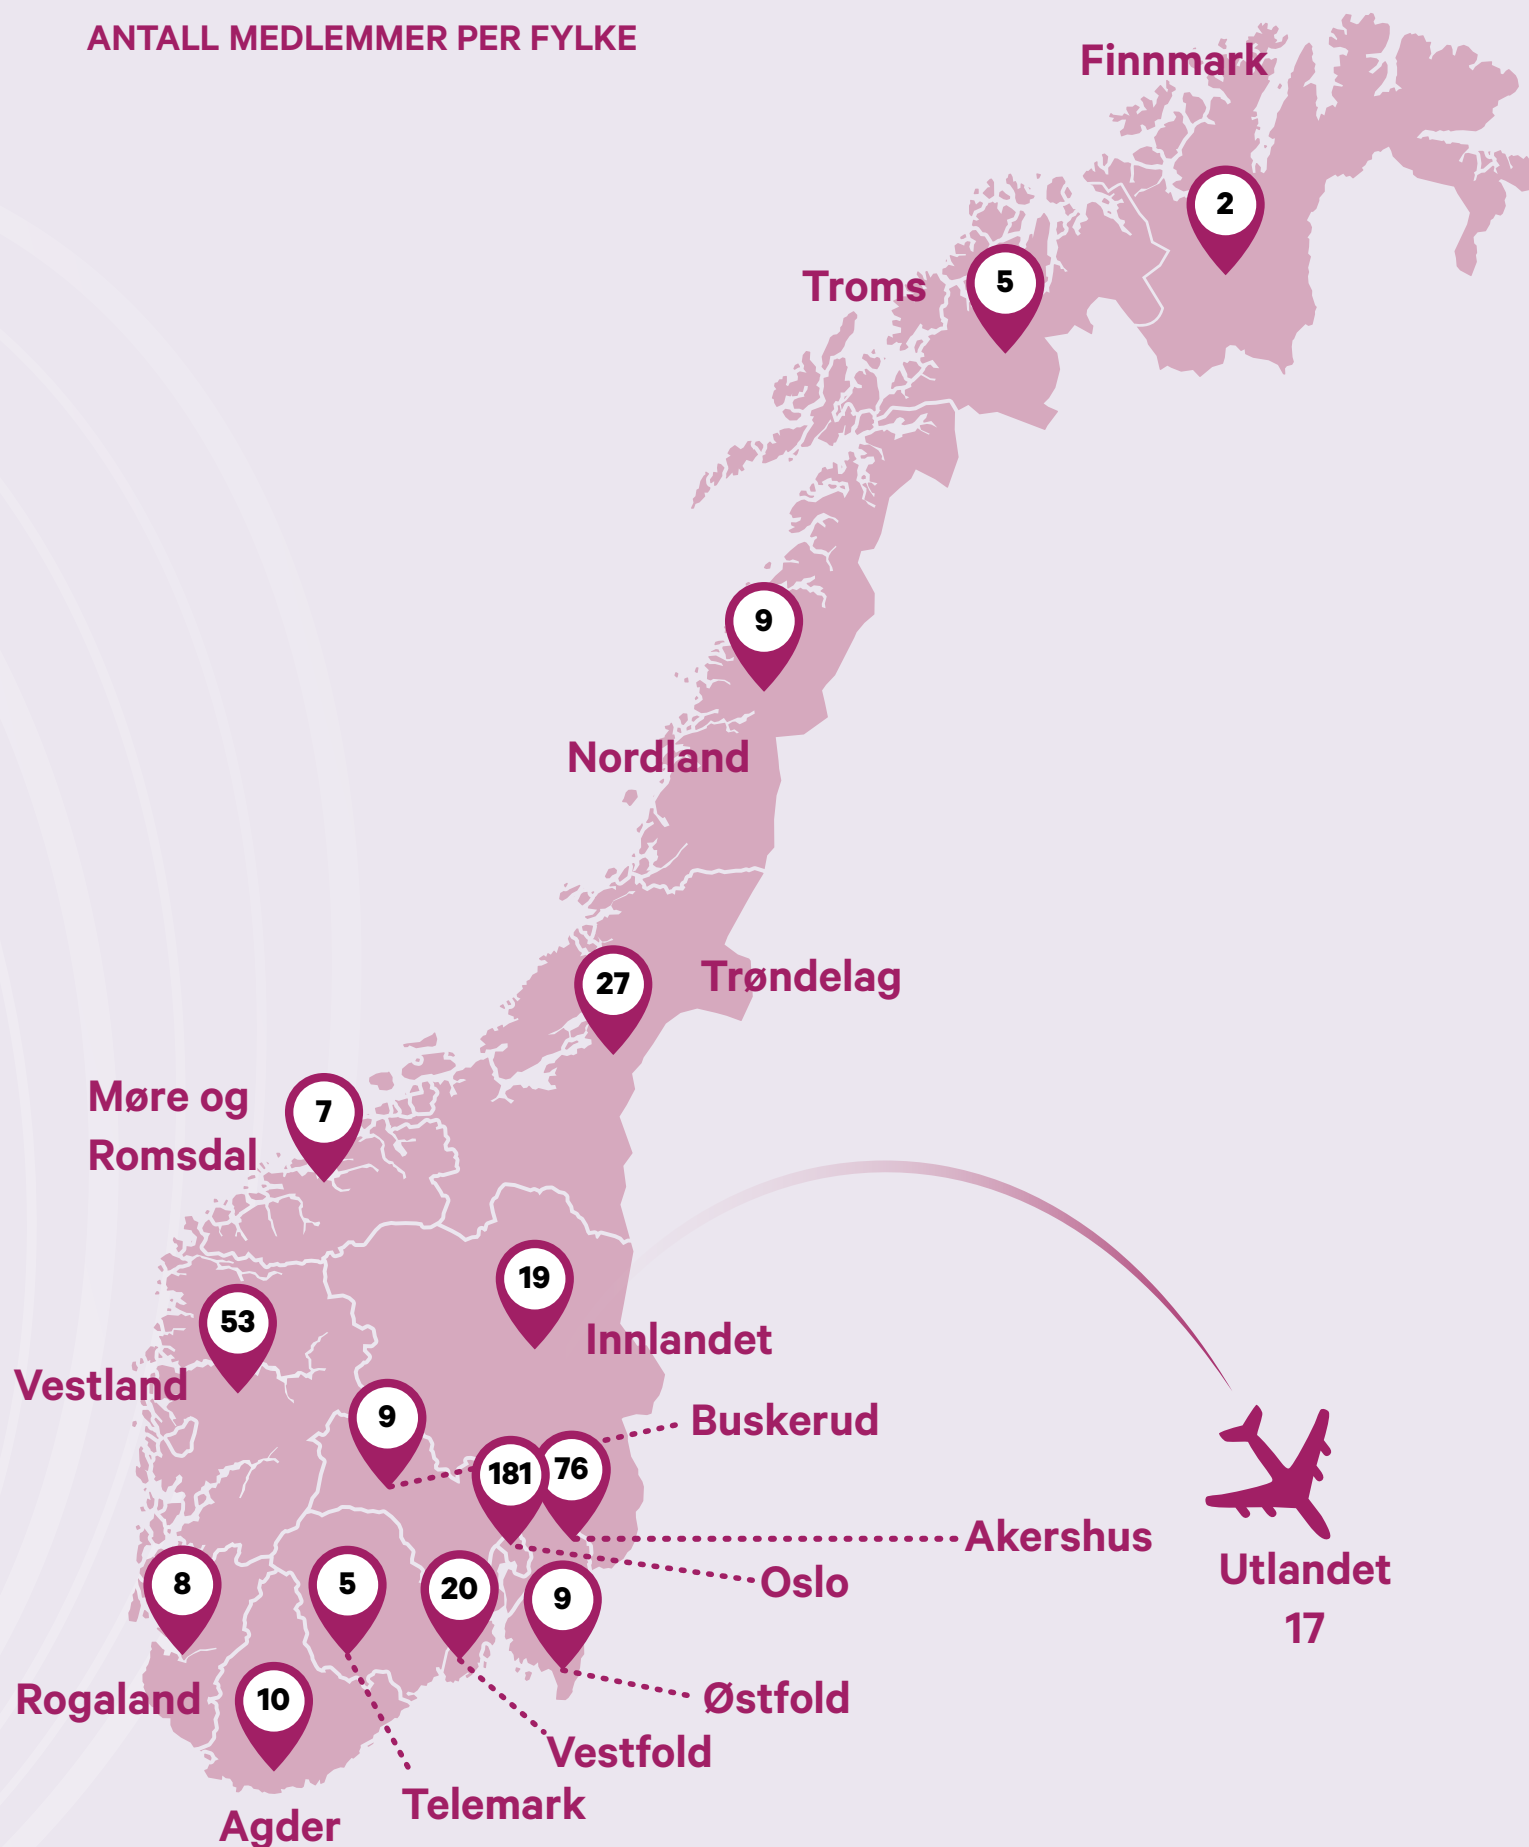 ANTALL MEDLEMMER PER FYLKE
Finnmark
2
Troms
5
9
Nordland
27
Trøndelag
Møre og
Romsdal
7
19
Innlandet
53
Vestland
9
Buskerud
181
76
Akershus
Oslo
Utlandet
17
8
Rogaland
5
20
9
Østfold
10
Vestfold
Telemark
Agder